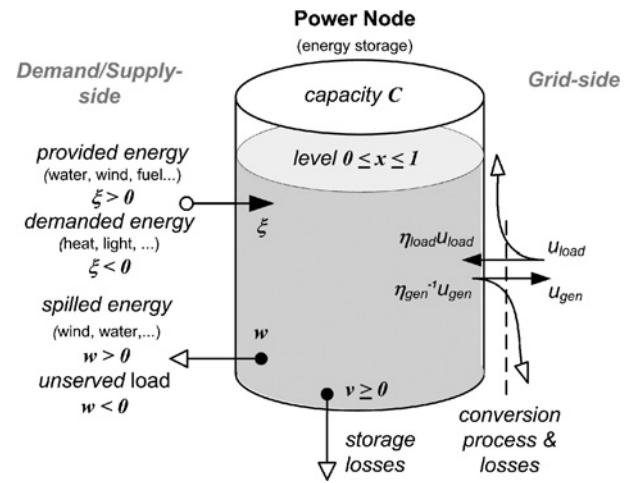 Power Node
(energy storage)
Demand/Supply-
side
Grid-side
capacity C
level 0 ≤ x ≤ 1
provided energy
(water, wind, fuel...)
ξ > 0
demanded energy
(heat, light, ...)
ξ < 0
ξ
η_load u_load
u_load
η_gen⁻¹ u_gen
u_gen
spilled energy
(wind, water,...)
w > 0
unserved load
w < 0
w
v ≥ 0
storage
losses
conversion
process &
losses